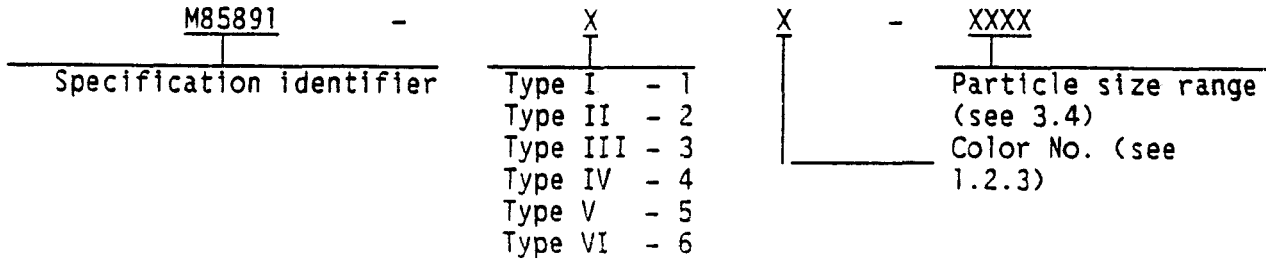 M85891 - X X - XXXX
Specification identifier
Type I - 1
Type II - 2
Type III - 3
Type IV - 4
Type V - 5
Type VI - 6
Particle size range
(see 3.4)
Color No. (see
1.2.3)